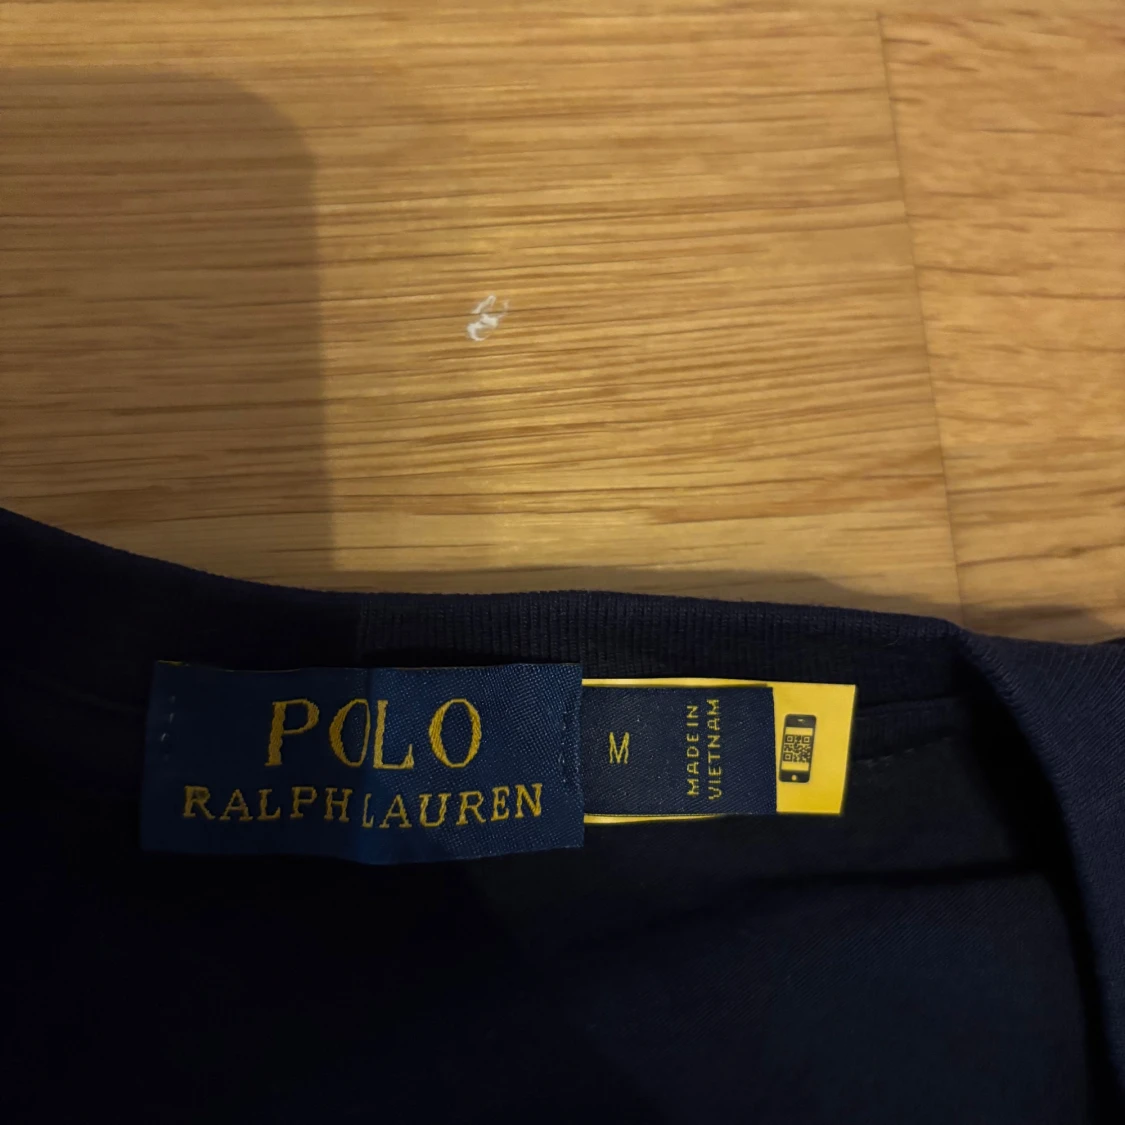 POLO
RALPH LAUREN
M
MADE IN
VIETNAM